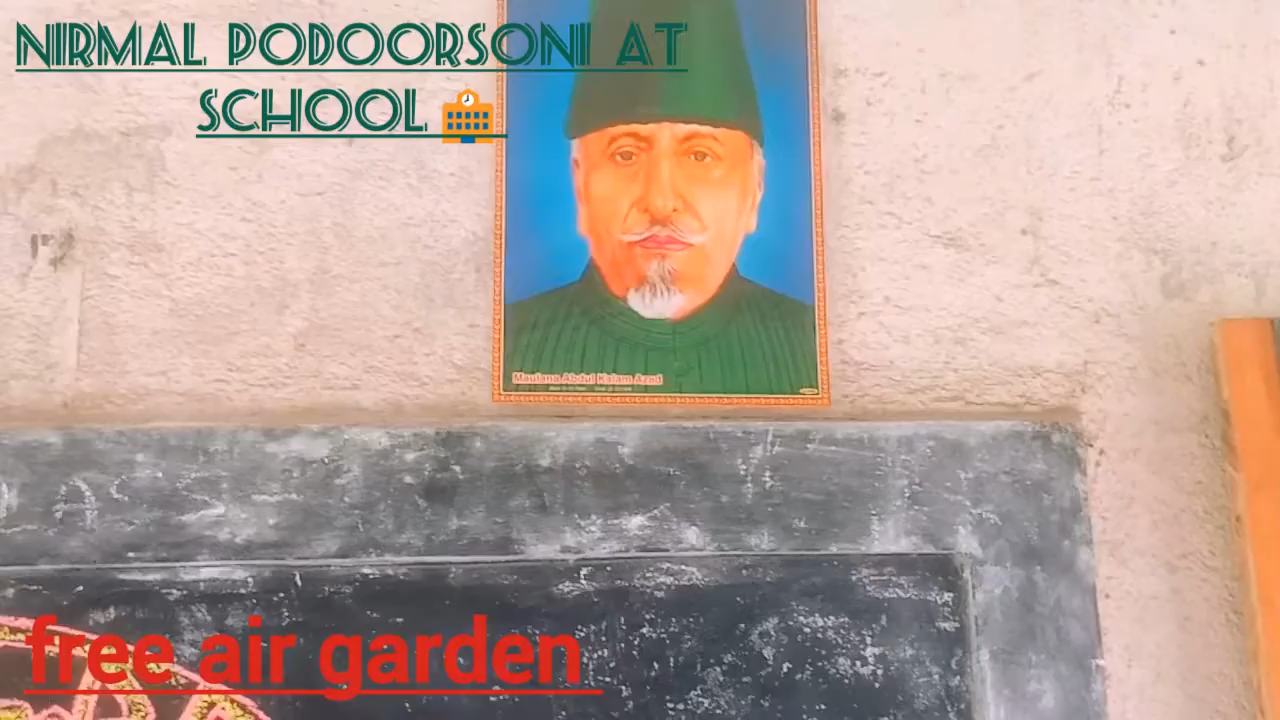 NIRMAL PODOORSONI AT
SCHOOL
Maulana Abdul Kalam Azad
free air garden